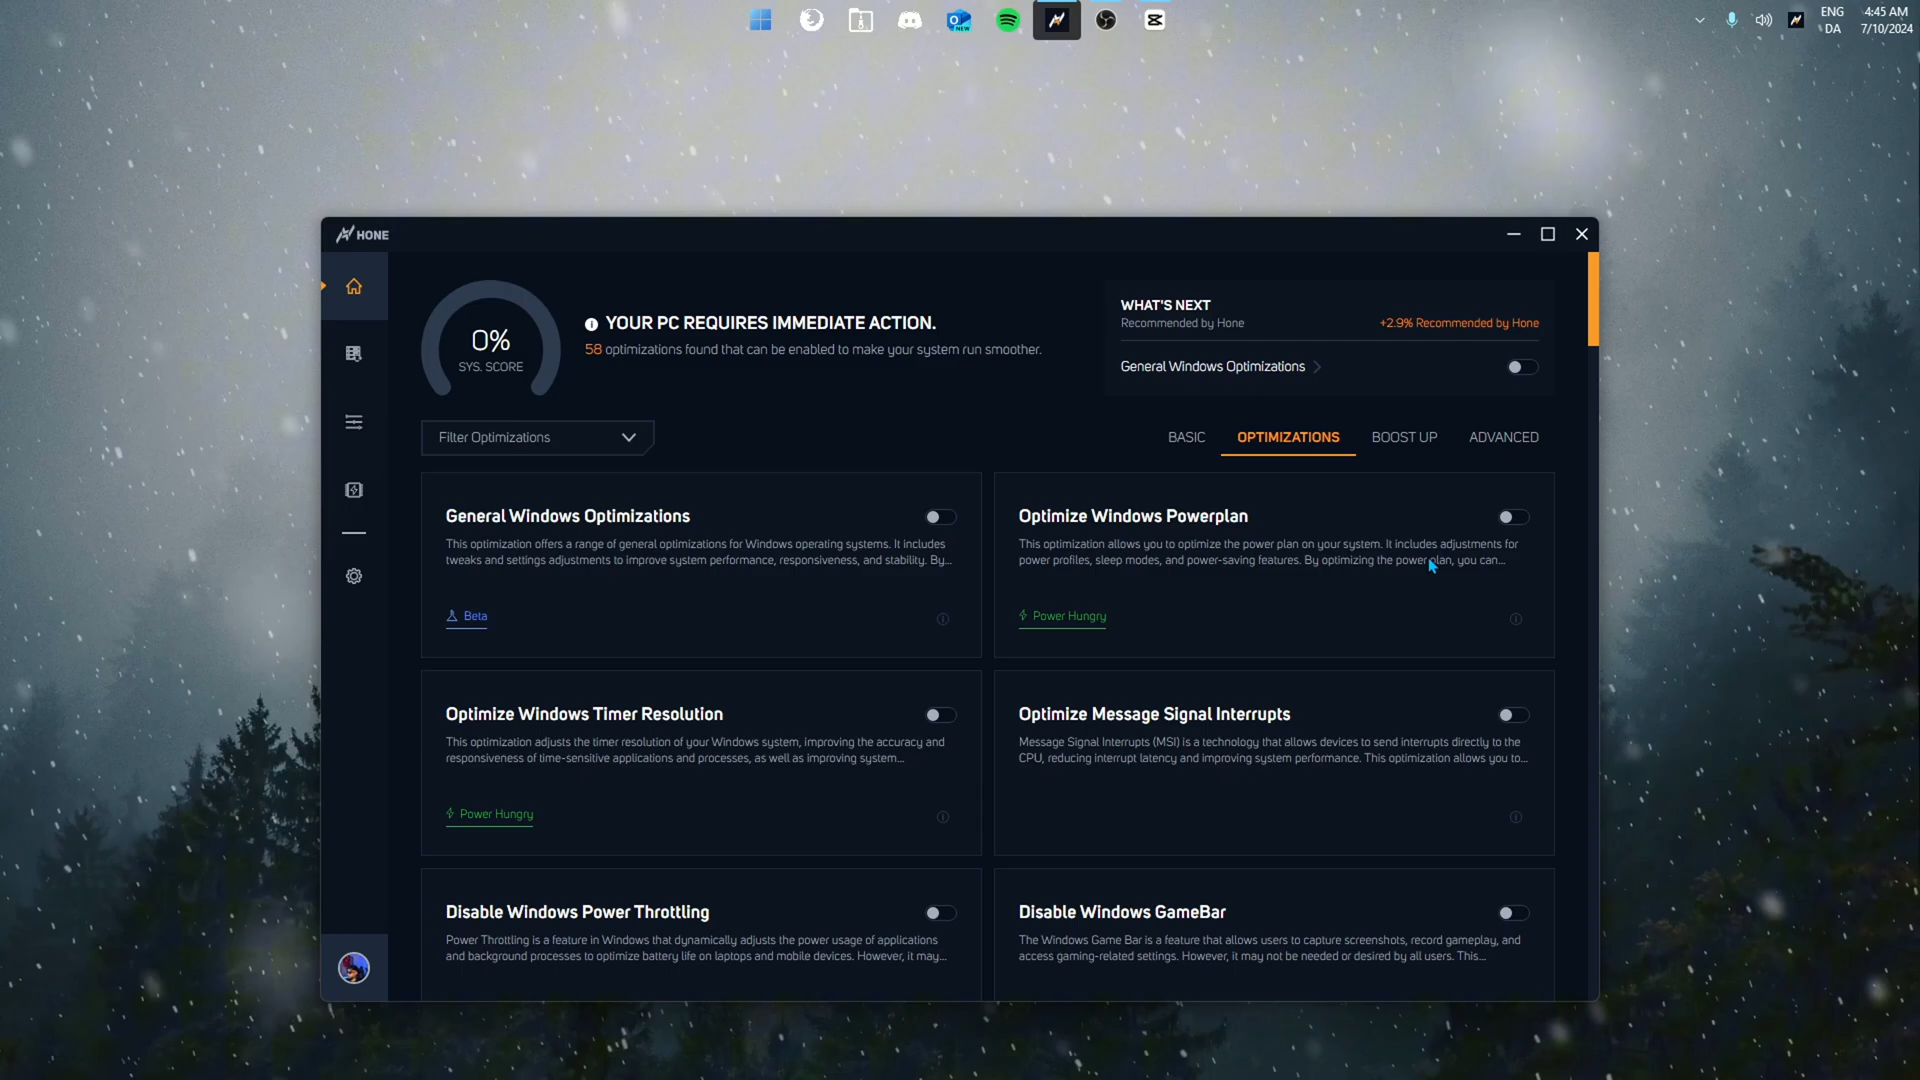 ENG
DA
4:45 AM
7/10/2024
NEW
HONE
0%
SYS. SCORE
YOUR PC REQUIRES IMMEDIATE ACTION.
58 optimizations found that can be enabled to make your system run smoother.
WHAT'S NEXT
Recommended by Hone
+2.9% Recommended by Hone
General Windows Optimizations
Filter Optimizations
BASIC
OPTIMIZATIONS
BOOST UP
ADVANCED
General Windows Optimizations
This optimization offers a range of general optimizations for Windows operating systems. It includes
tweaks and settings adjustments to improve system performance, responsiveness, and stability. By...
Beta
Optimize Windows Powerplan
This optimization allows you to optimize the power plan on your system. It includes adjustments for
power profiles, sleep modes, and power-saving features. By optimizing the power plan, you can...
Power Hungry
Optimize Windows Timer Resolution
This optimization adjusts the timer resolution of your Windows system, improving the accuracy and
responsiveness of time-sensitive applications and processes, as well as improving system...
Power Hungry
Optimize Message Signal Interrupts
Message Signal Interrupts (MSI) is a technology that allows devices to send interrupts directly to the
CPU, reducing interrupt latency and improving system performance. This optimization allows you to...
Disable Windows Power Throttling
Power Throttling is a feature in Windows that dynamically adjusts the power usage of applications
and background processes to optimize battery life on laptops and mobile devices. However, it may...
Disable Windows GameBar
The Windows Game Bar is a feature that allows users to capture screenshots, record gameplay, and
access gaming-related settings. However, it may not be needed or desired by all users. This...